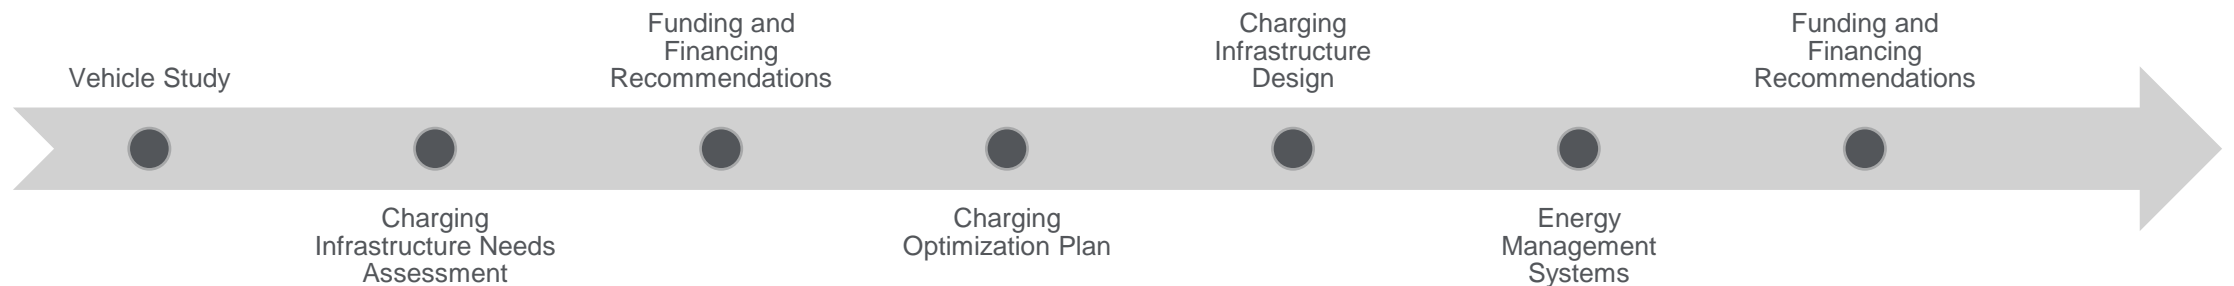 Vehicle Study
Charging
Infrastructure Needs
Assessment
Funding and
Financing
Recommendations
Charging
Optimization Plan
Charging
Infrastructure
Design
Energy
Management
Systems
Funding and
Financing
Recommendations